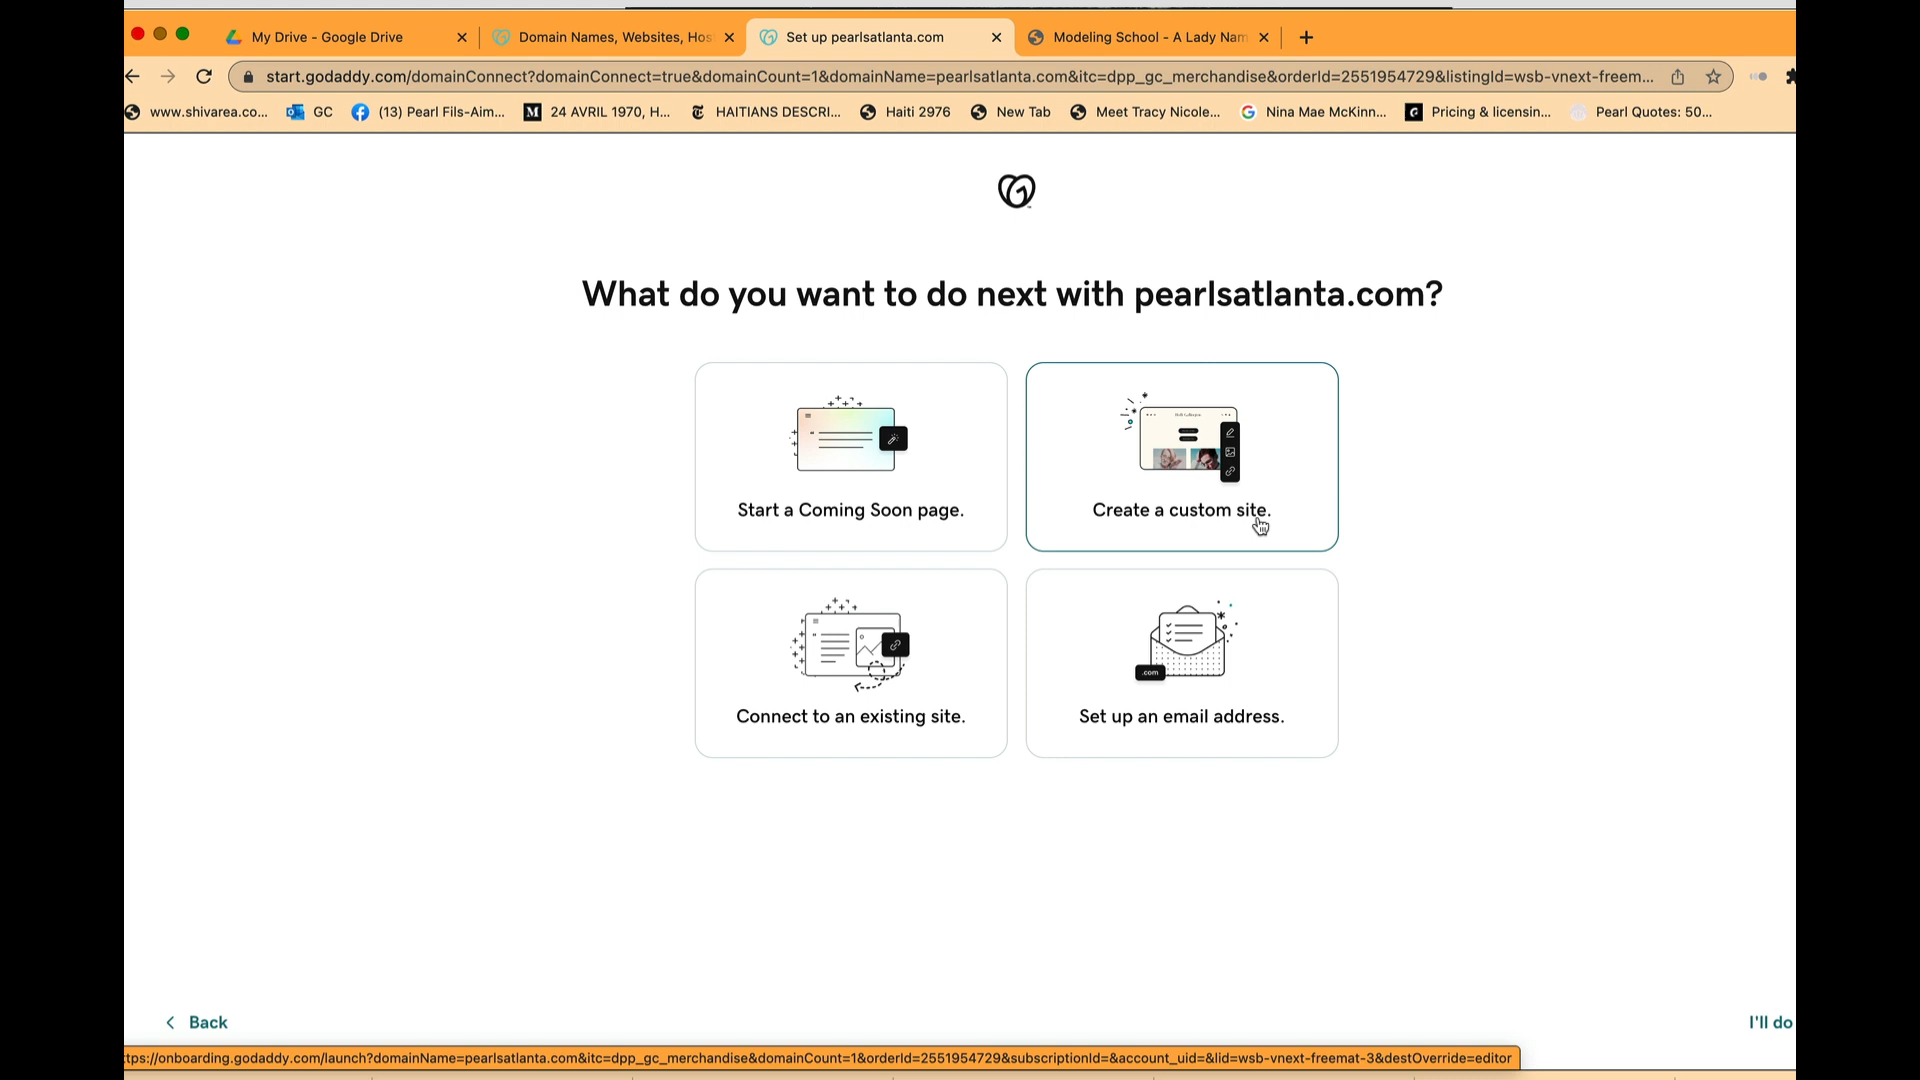 My Drive - Google Drive
Domain Names, Websites, Hos
Set up pearlsatlanta.com
Modeling School - A Lady Nam
start.godaddy.com/domainConnect?domainConnect=true&domainCount=1&domainName=pearlsatlanta.com&itc=dpp_gc_merchandise&orderId=2551954729&listingId=wsb-vnext-freem...
www.shivarea.co...
GC
(13) Pearl Fils-Aim...
24 AVRIL 1970, H...
HAITIANS DESCRI...
Haiti 2976
New Tab
Meet Tracy Nicole...
Nina Mae McKinn...
Pricing & licensin...
Pearl Quotes: 50...
What do you want to do next with pearlsatlanta.com?
Start a Coming Soon page.
Create a custom site.
.com
Connect to an existing site.
Set up an email address.
Back
I'll do
tps://onboarding.godaddy.com/launch?domainName=pearlsatlanta.com&itc=dpp_gc_merchandise&domainCount=1&orderId=2551954729&subscriptionId=&account_uid=&lid=wsb-vnext-freemat-3&destOverride=editor